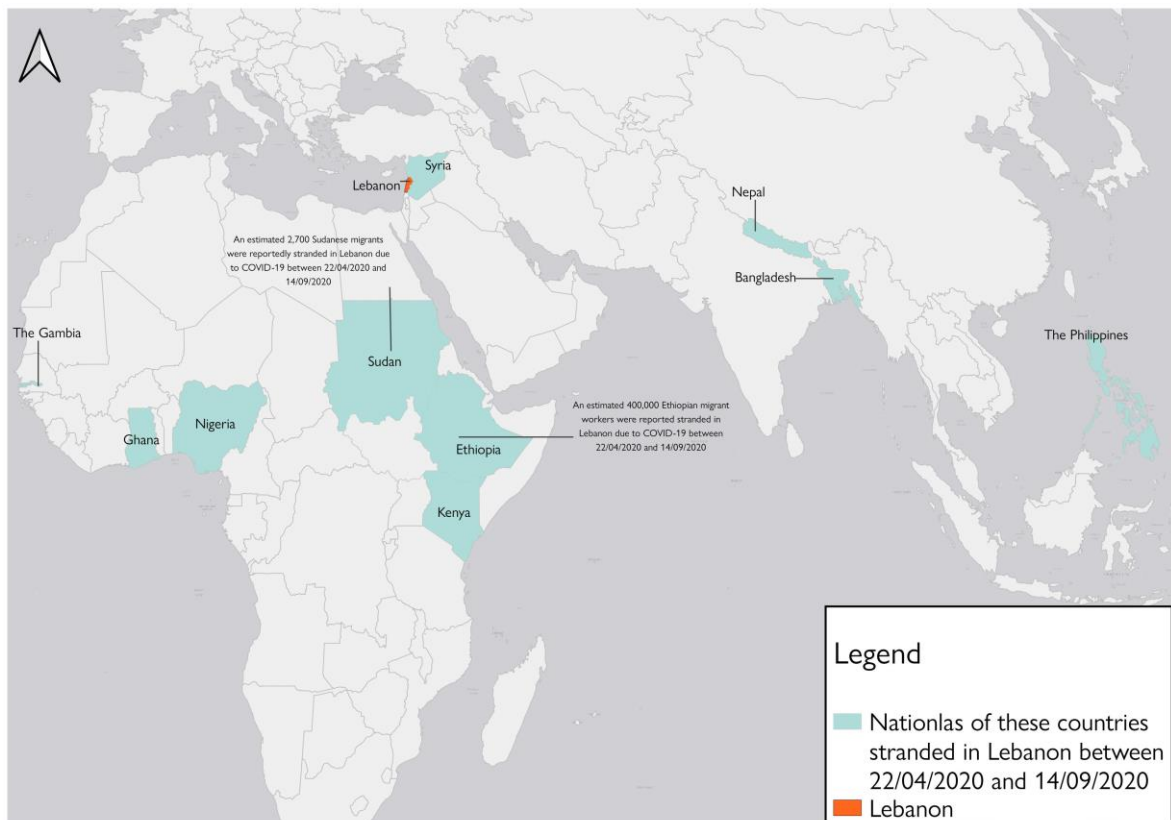 Syria
Lebanon
Nepal
An estimated 2,700 Sudanese migrants
were reportedly stranded in Lebanon due
to COVID-19 between 22/04/2020 and
14/09/2020
Bangladesh
The Gambia
The Philippines
Sudan
An estimated 400,000 Ethiopian migrant
workers were reported stranded in
Lebanon due to COVID-19 between
22/04/2020 and 14/09/2020
Nigeria
Ghana
Ethiopia
Kenya
Legend
Nationlas of these countries
stranded in Lebanon between
22/04/2020 and 14/09/2020
Lebanon